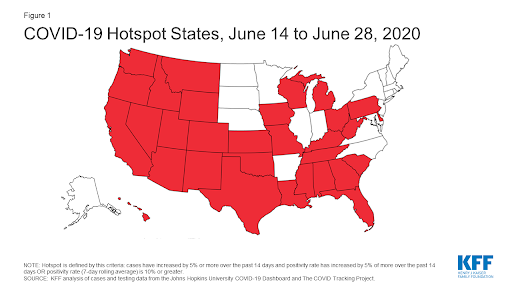 Figure 1
COVID-19 Hotspot States, June 14 to June 28, 2020
NOTE: Hotspot is defined by this criteria: cases have increased by 5% or more over the past 14 days and positivity rate has increased by 5% of more over the past 14
days OR positivity rate (7-day rolling average) is 10% or greater.
SOURCE: KFF analysis of cases and testing data from the Johns Hopkins University COVID-19 Dashboard and The COVID Tracking Project.
KFF
HENRY J KAISER
FAMILY FOUNDATION